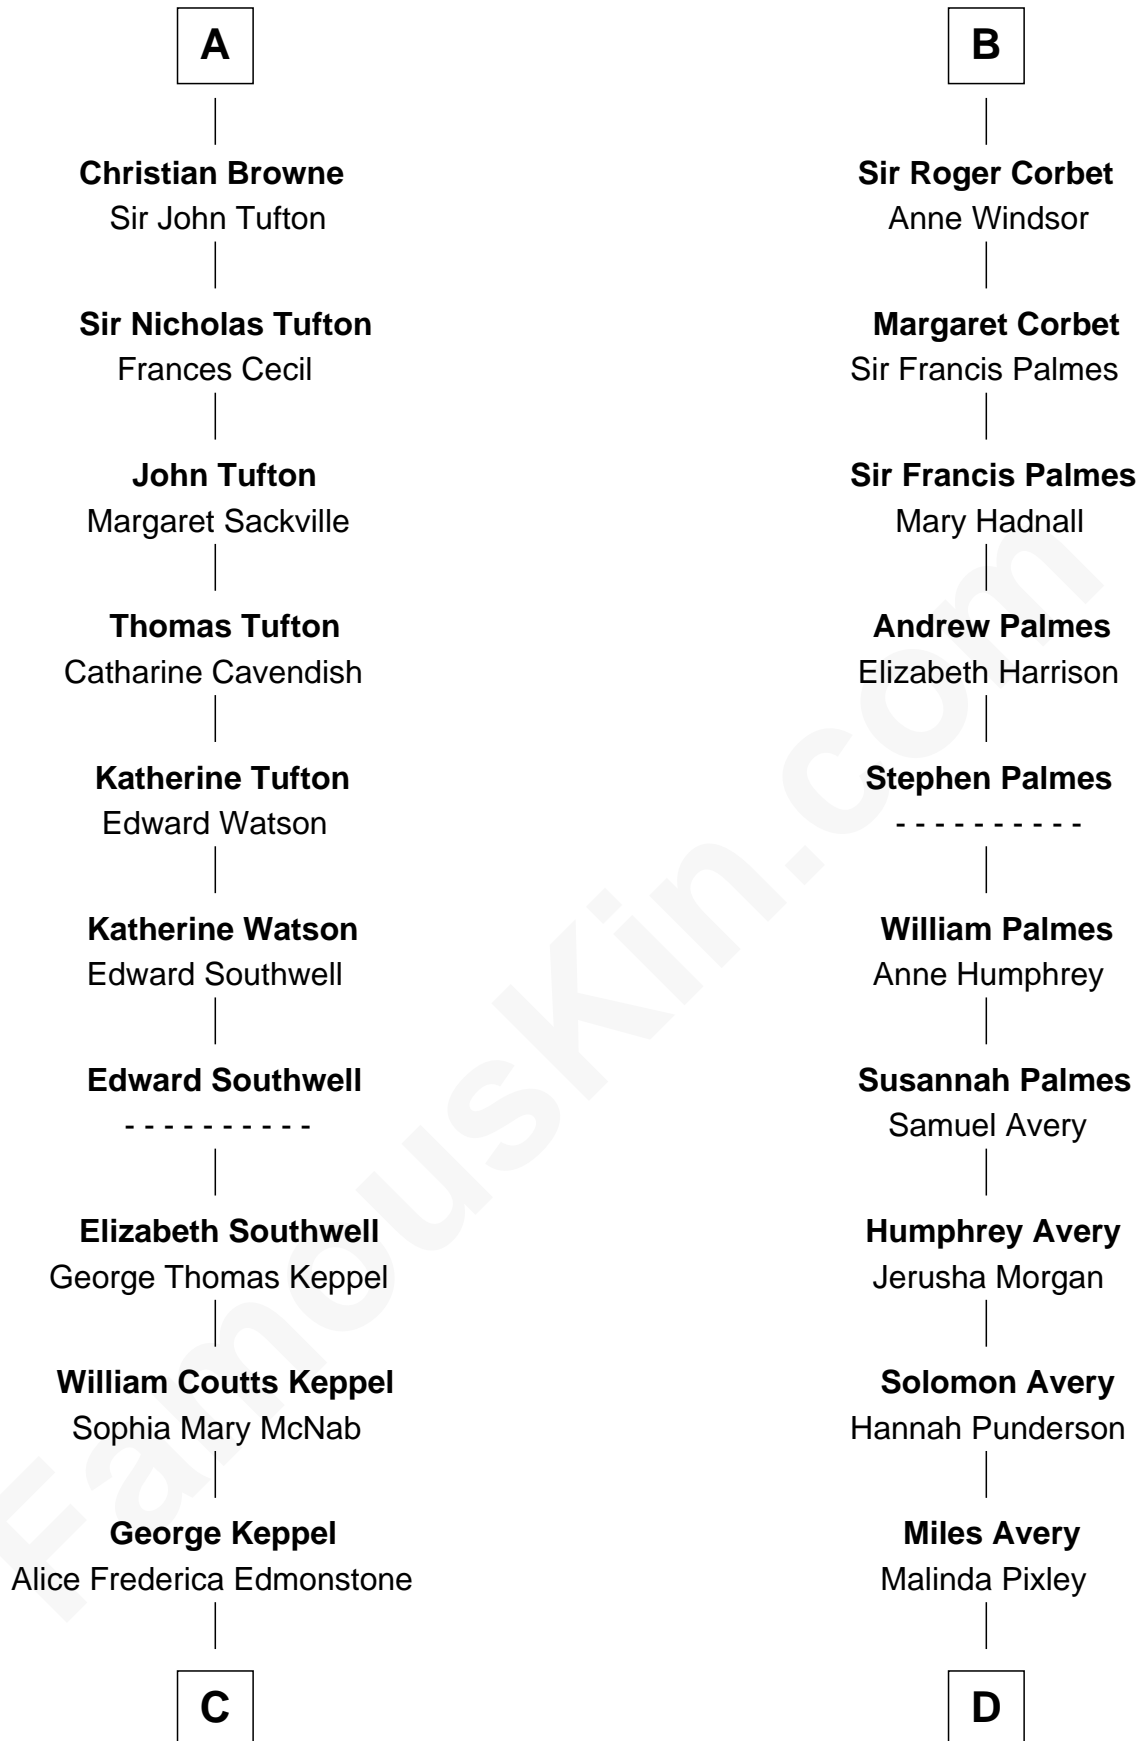 A
Christian Browne
Sir John Tufton
Sir Nicholas Tufton
Frances Cecil
John Tufton
Margaret Sackville
Thomas Tufton
Catharine Cavendish
Katherine Tufton
Edward Watson
Katherine Watson
Edward Southwell
Edward Southwell
- - - - - - - - - -
Elizabeth Southwell
George Thomas Keppel
William Coutts Keppel
Sophia Mary McNab
George Keppel
Alice Frederica Edmonstone
C
B
Sir Roger Corbet
Anne Windsor
Margaret Corbet
Sir Francis Palmes
Sir Francis Palmes
Mary Hadnall
Andrew Palmes
Elizabeth Harrison
Stephen Palmes
- - - - - - - - - -
William Palmes
Anne Humphrey
Susannah Palmes
Samuel Avery
Humphrey Avery
Jerusha Morgan
Solomon Avery
Hannah Punderson
Miles Avery
Malinda Pixley
D
FamousKin.com